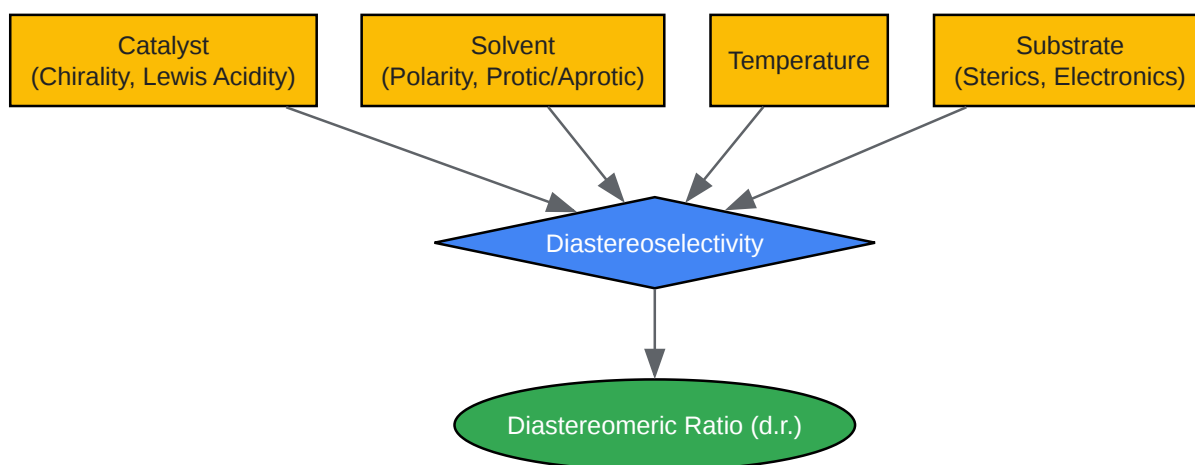 Catalyst
(Chirality, Lewis Acidity)
Solvent
(Polarity, Protic/Aprotic)
Temperature
Substrate
(Sterics, Electronics)
Diastereoselectivity
Diastereomeric Ratio (d.r.)